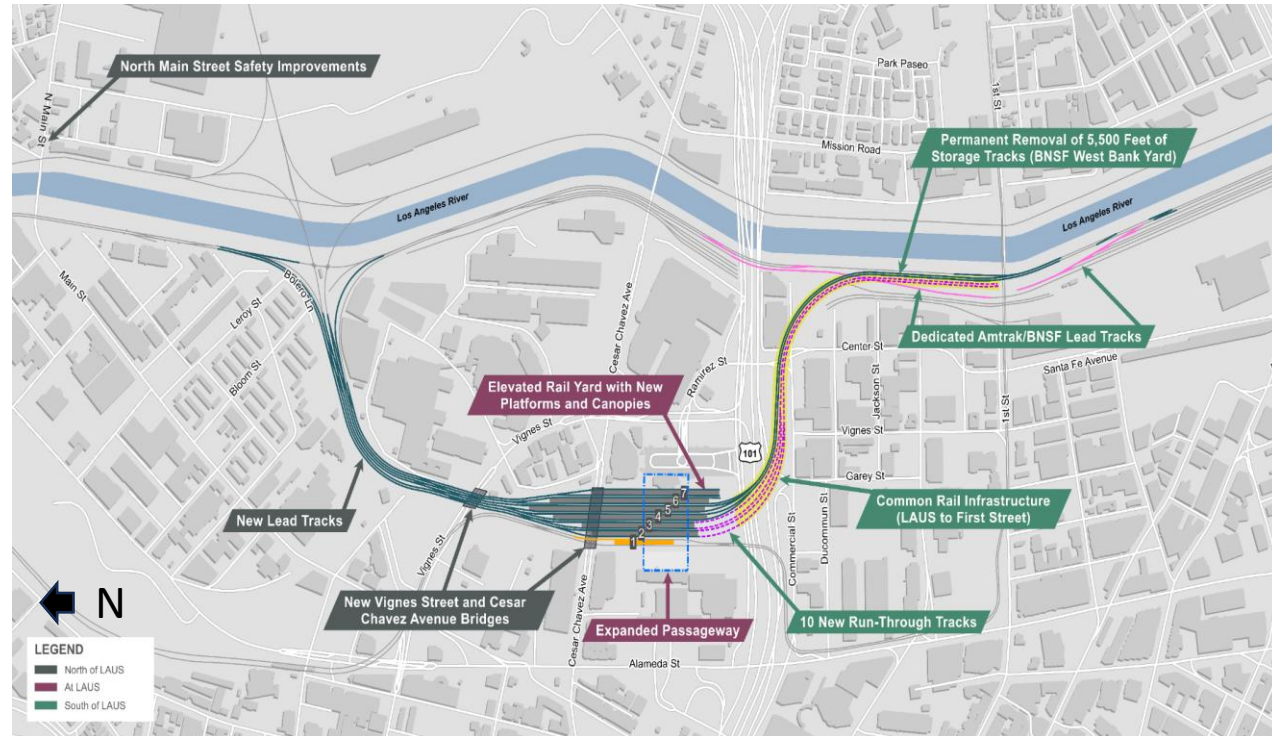 North Main Street Safety Improvements
N Main St
Park Paseo
1st St
Mission Road
Permanent Removal of 5,500 Feet of
Storage Tracks (BNSF West Bank Yard)
Los Angeles River
Los Angeles River
Main St
Bolero Ln
Leroy St
Bloom St
Cesar Chavez Ave
Dedicated Amtrak/BNSF Lead Tracks
Center St
Santa Fe Avenue
Ramirez St
Jackson St
Elevated Rail Yard with New
Platforms and Canopies
Vignes St
Vignes St
1st St
101
Garey St
New Lead Tracks
Common Rail Infrastructure
(LAUS to First Street)
Vignes St
1
2
3
4
5
6
7
Commercial St
Ducommun St
New Vignes Street and Cesar
Chavez Avenue Bridges
Cesar Chavez Ave
Expanded Passageway
10 New Run-Through Tracks
Alameda St
N
LEGEND
North of LAUS
At LAUS
South of LAUS